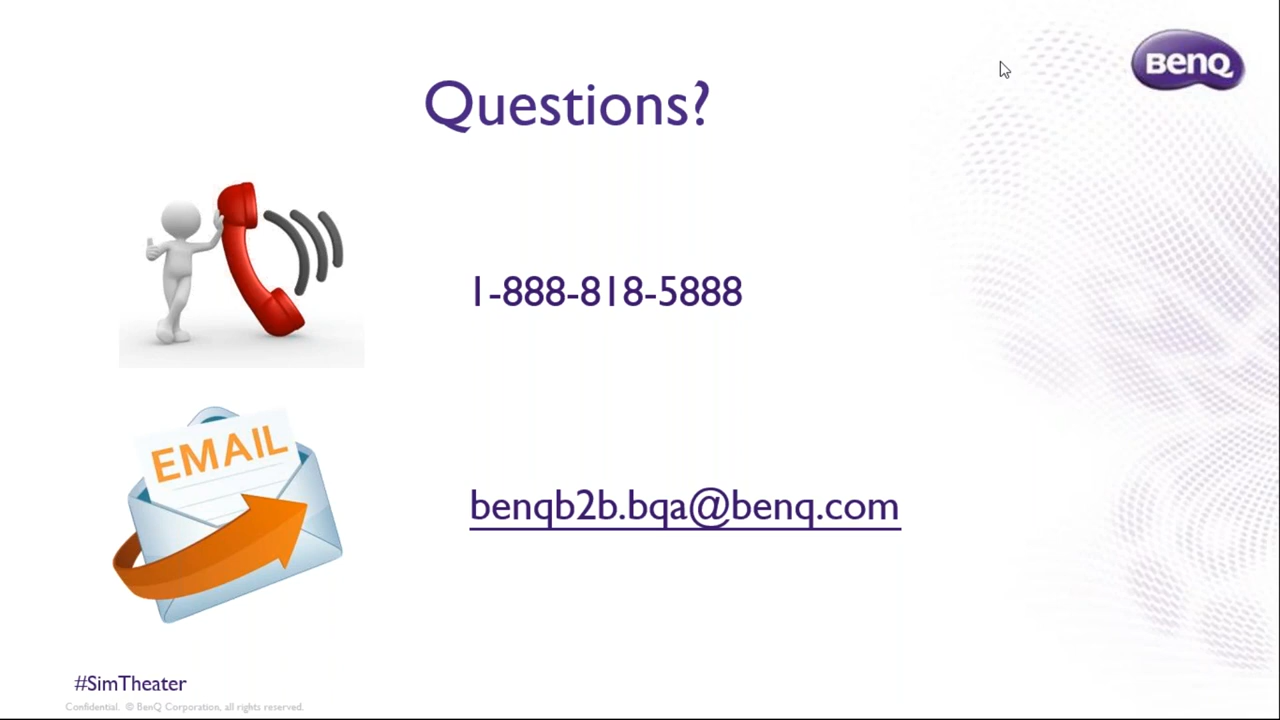 BenQ
Questions?
1-888-818-5888
EMAIL
benqb2b.bqa@benq.com
#SimTheater
Confidential. © BenQ Corporation, all rights reserved.